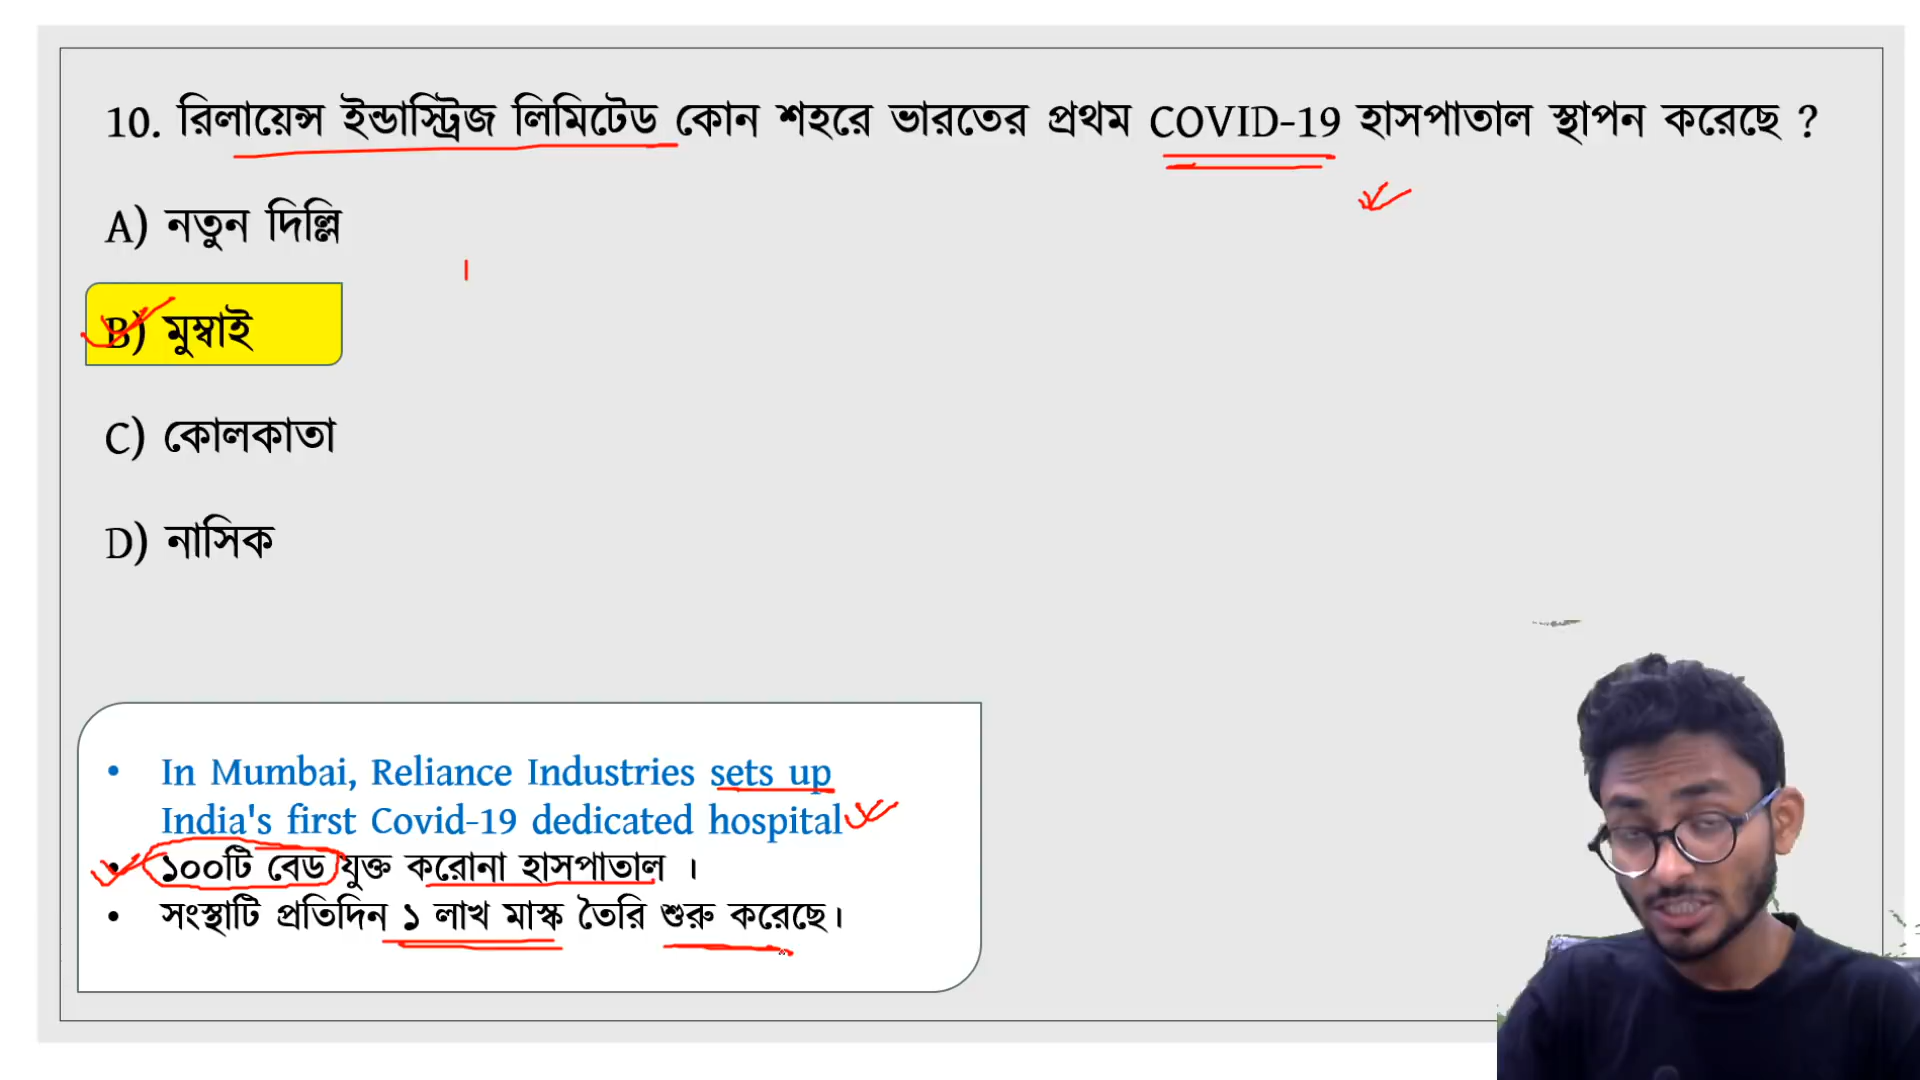 10. রিলায়েন্স ইন্ডাস্ট্রিজ লিমিটেড কোন শহরে ভারতের প্রথম COVID-19 হাসপাতাল স্থাপন করেছে ?
A) নতুন দিল্লি
B) মুম্বাই
C) কোলকাতা
D) নাসিক
• In Mumbai, Reliance Industries sets up
India's first Covid-19 dedicated hospital
• ১০০টি বেড যুক্ত করোনা হাসপাতাল ।
• সংস্থাটি প্রতিদিন ১ লাখ মাস্ক তৈরি শুরু করেছে।